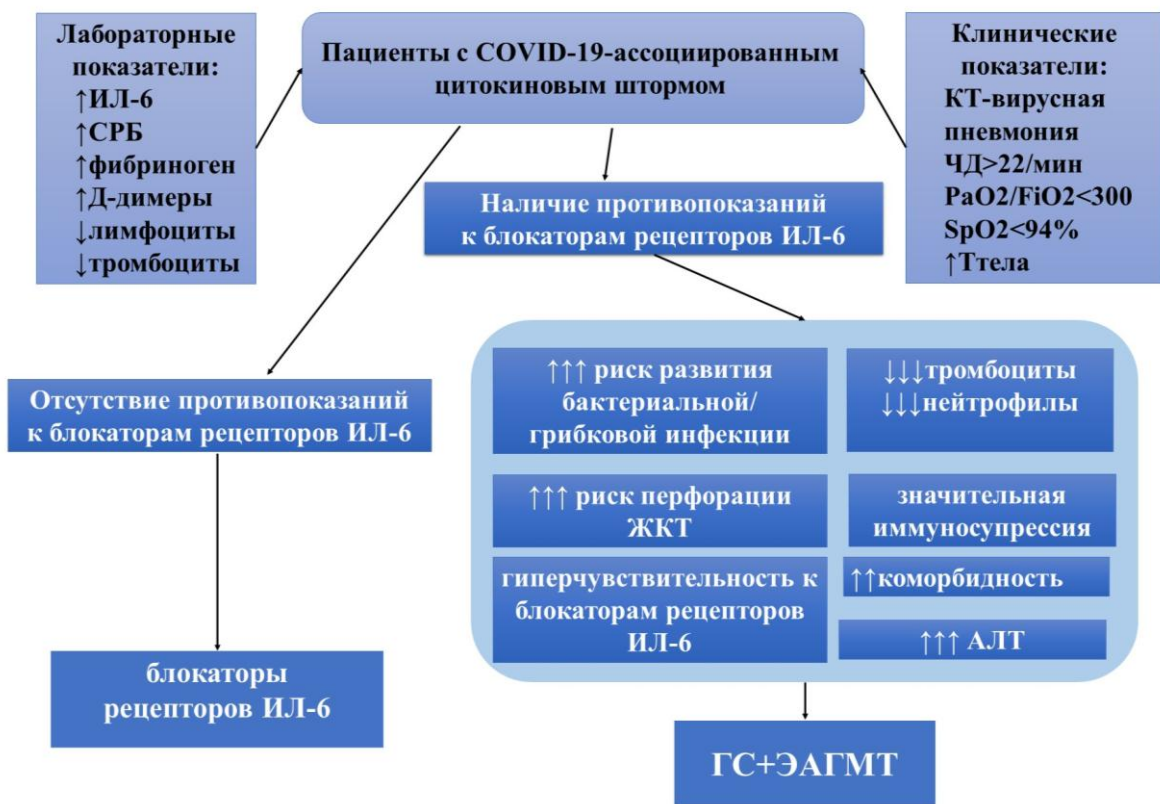 Лабораторные
показатели:
↑ИЛ-6
↑СРБ
↑фибриноген
↑Д-димеры
↓лимфоциты
↓тромбоциты
Пациенты с COVID-19-ассоциированным
цитокиновым штормом
Клинические
показатели:
КТ-вирусная
пневмония
ЧД>22/мин
PaO2/FiO2<300
SpO2<94%
↑Ттела
Наличие противопоказаний
к блокаторам рецепторов ИЛ-6
Отсутствие противопоказаний
к блокаторам рецепторов ИЛ-6
блокаторы
рецепторов ИЛ-6
↑↑↑ риск развития
бактериальной/
грибковой инфекции
↓↓↓тромбоциты
↓↓↓нейтрофилы
↑↑↑ риск перфорации
ЖКТ
значительная
иммуносупрессия
гиперчувствительность к
блокаторам рецепторов
ИЛ-6
↑↑коморбидность
↑↑↑ АЛТ
ГС+ЭАГМТ